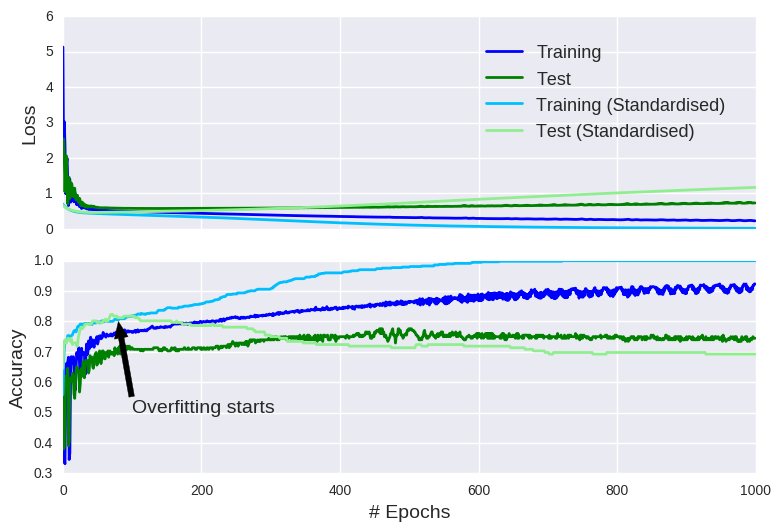 6
5
4
3
2
1
0
Loss
Training
Test
Training (Standardised)
Test (Standardised)
1.0
0.9
0.8
0.7
0.6
0.5
0.4
0.3
Accuracy
Overfitting starts
0 200 400 600 800 1000
# Epochs